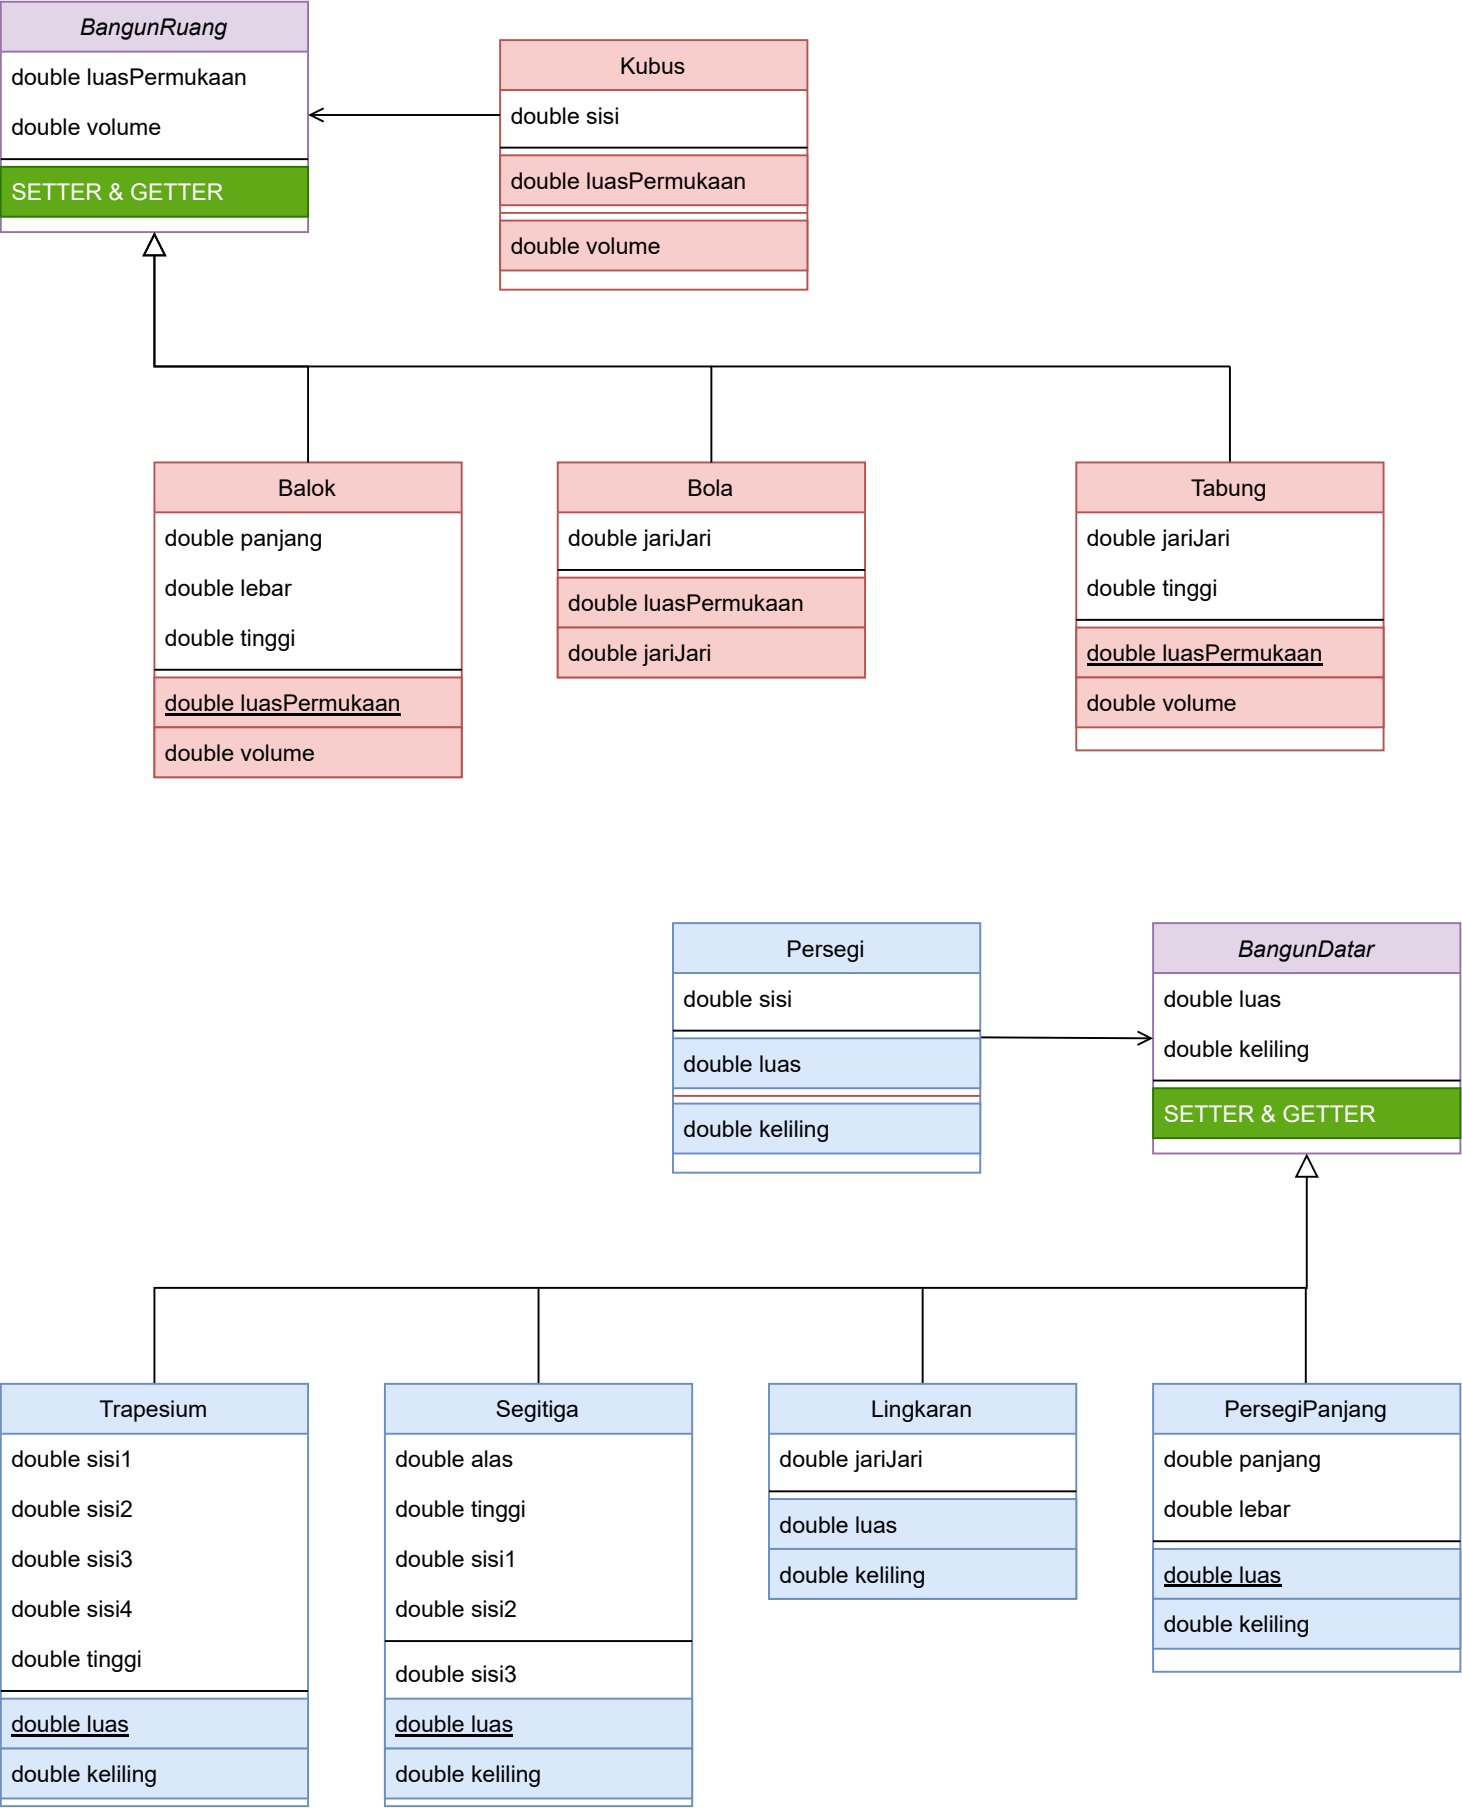 BangunRuang
double luasPermukaan
double volume
SETTER & GETTER
Kubus
double sisi
double luasPermukaan
double volume
Balok
double panjang
double lebar
double tinggi
double luasPermukaan
double volume
Bola
double jariJari
double luasPermukaan
double jariJari
Tabung
double jariJari
double tinggi
double luasPermukaan
double volume
Persegi
double sisi
double luas
double keliling
BangunDatar
double luas
double keliling
SETTER & GETTER
Trapesium
double sisi1
double sisi2
double sisi3
double sisi4
double tinggi
double luas
double keliling
Segitiga
double alas
double tinggi
double sisi1
double sisi2
double sisi3
double luas
double keliling
Lingkaran
double jariJari
double luas
double keliling
PersegiPanjang
double panjang
double lebar
double luas
double keliling